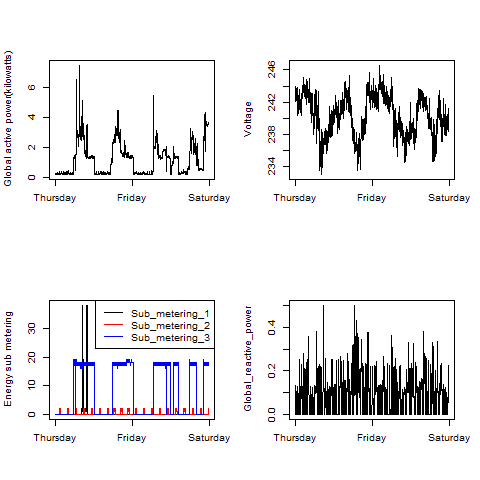 Global active power(kilowatts)
0 2 4 6
Thursday Friday Saturday
Voltage
234 238 242 246
Thursday Friday Saturday
Energy sub metering
0 10 20 30
Sub_metering_1
Sub_metering_2
Sub_metering_3
Thursday Friday Saturday
Global_reactive_power
0.0 0.2 0.4
Thursday Friday Saturday